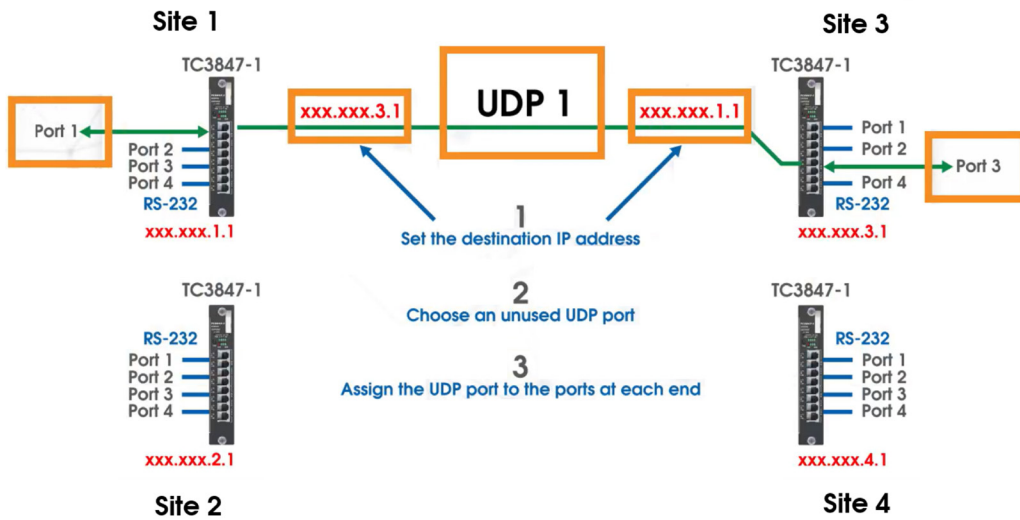 Site 1
Site 3
TC3847-1
TC3847-1
xxx.xxx.3.1
UDP 1
xxx.xxx.1.1
Port 1
Port 2
Port 3
Port 4
RS-232
xxx.xxx.1.1
Port 1
Port 2
Port 3
Port 4
RS-232
xxx.xxx.3.1
1
Set the destination IP address
2
Choose an unused UDP port
3
Assign the UDP port to the ports at each end
TC3847-1
RS-232
Port 1
Port 2
Port 3
Port 4
xxx.xxx.2.1
Site 2
TC3847-1
RS-232
Port 1
Port 2
Port 3
Port 4
xxx.xxx.4.1
Site 4